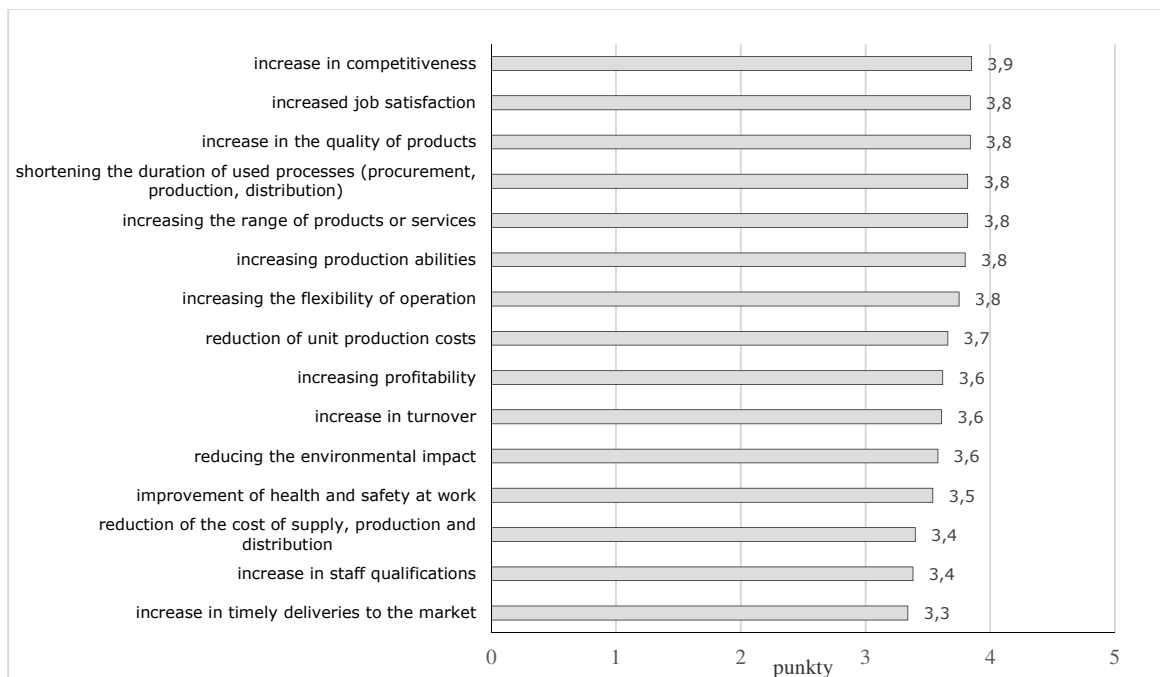 increase in competitiveness 3,9
increased job satisfaction 3,8
increase in the quality of products 3,8
shortening the duration of used processes (procurement,
production, distribution) 3,8
increasing the range of products or services 3,8
increasing production abilities 3,8
increasing the flexibility of operation 3,8
reduction of unit production costs 3,7
increasing profitability 3,6
increase in turnover 3,6
reducing the environmental impact 3,6
improvement of health and safety at work 3,5
reduction of the cost of supply, production and
distribution 3,4
increase in staff qualifications 3,4
increase in timely deliveries to the market 3,3
0 1 2 3 4 5
punkty